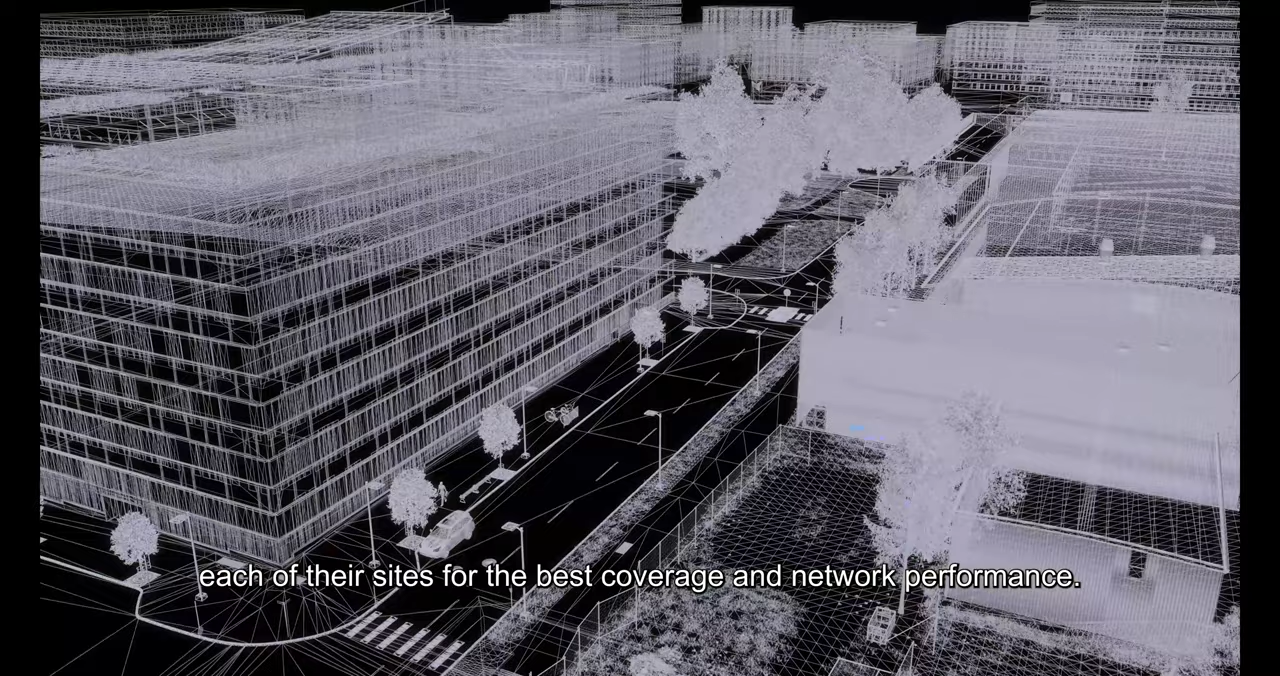 each of their sites for the best coverage and network performance.